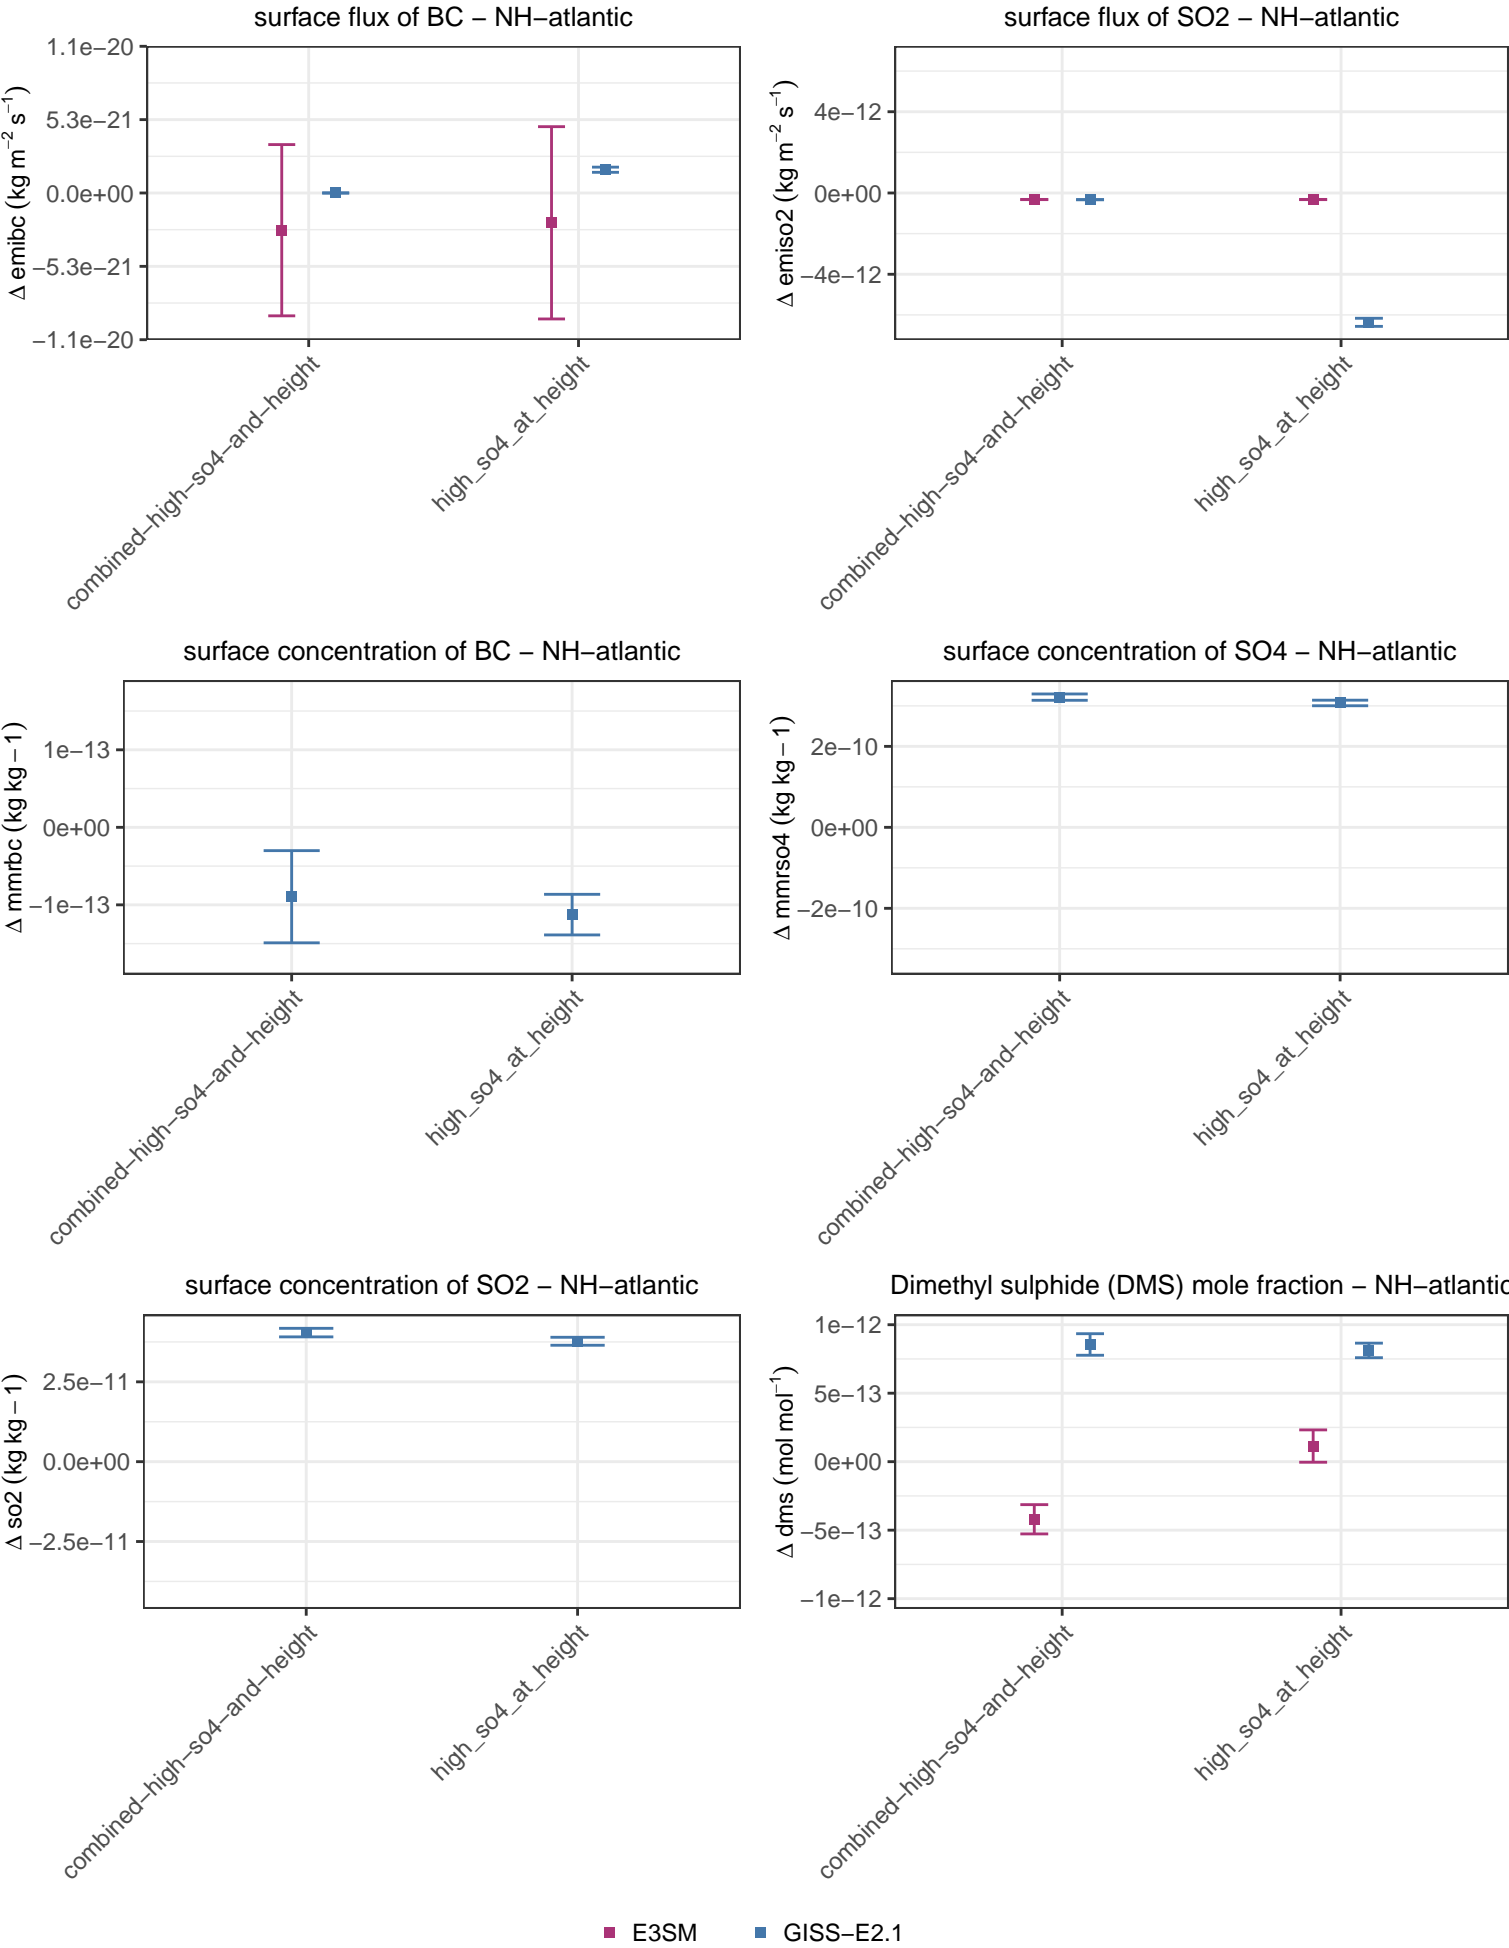 surface flux of BC − NH−atlantic
Δ emibc (kg m−2 s−1)
1.1e−20
5.3e−21
0.0e+00
−5.3e−21
−1.1e−20
combined−high−so4−and−height
high_so4_at_height
surface flux of SO2 − NH−atlantic
Δ emiso2 (kg m−2 s−1)
4e−12
0e+00
−4e−12
combined−high−so4−and−height
high_so4_at_height
surface concentration of BC − NH−atlantic
Δ mmrbc (kg kg − 1)
1e−13
0e+00
−1e−13
combined−high−so4−and−height
high_so4_at_height
surface concentration of SO4 − NH−atlantic
Δ mmrso4 (kg kg − 1)
2e−10
0e+00
−2e−10
combined−high−so4−and−height
high_so4_at_height
surface concentration of SO2 − NH−atlantic
Δ so2 (kg kg − 1)
2.5e−11
0.0e+00
−2.5e−11
combined−high−so4−and−height
high_so4_at_height
Dimethyl sulphide (DMS) mole fraction − NH−atlantic
Δ dms (mol mol−1)
1e−12
5e−13
0e+00
−5e−13
−1e−12
combined−high−so4−and−height
high_so4_at_height
E3SM
GISS−E2.1